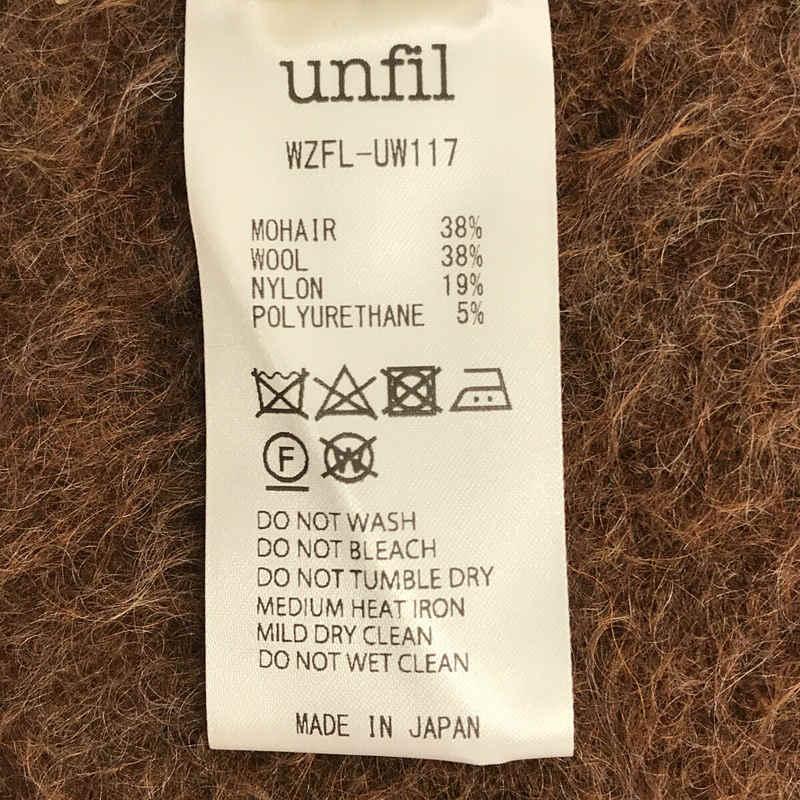 unfil
WZFL-UW117
MOHAIR 38%
WOOL 38%
NYLON 19%
POLYURETHANE 5%
F W
DO NOT WASH
DO NOT BLEACH
DO NOT TUMBLE DRY
MEDIUM HEAT IRON
MILD DRY CLEAN
DO NOT WET CLEAN
MADE IN JAPAN